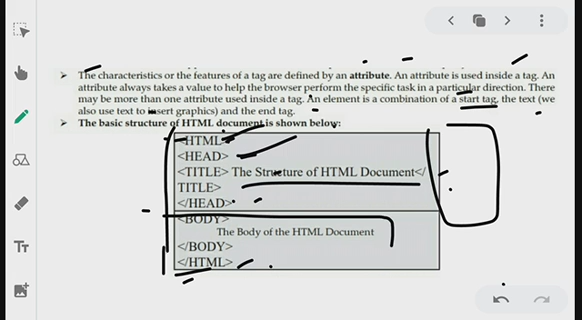 ➢ The characteristics or the features of a tag are defined by an attribute. An attribute is used inside a tag. An
attribute always takes a value to help the browser perform the specific task in a particular direction. There
may be more than one attribute used inside a tag. An element is a combination of a start tag, the text (we
also use text to insert graphics) and the end tag.
➢ The basic structure of HTML document is shown below:
<HTML>
<HEAD>
<TITLE> The Structure of HTML Document</
TITLE>
</HEAD>
<BODY>
The Body of the HTML Document
</BODY>
</HTML>
Tт